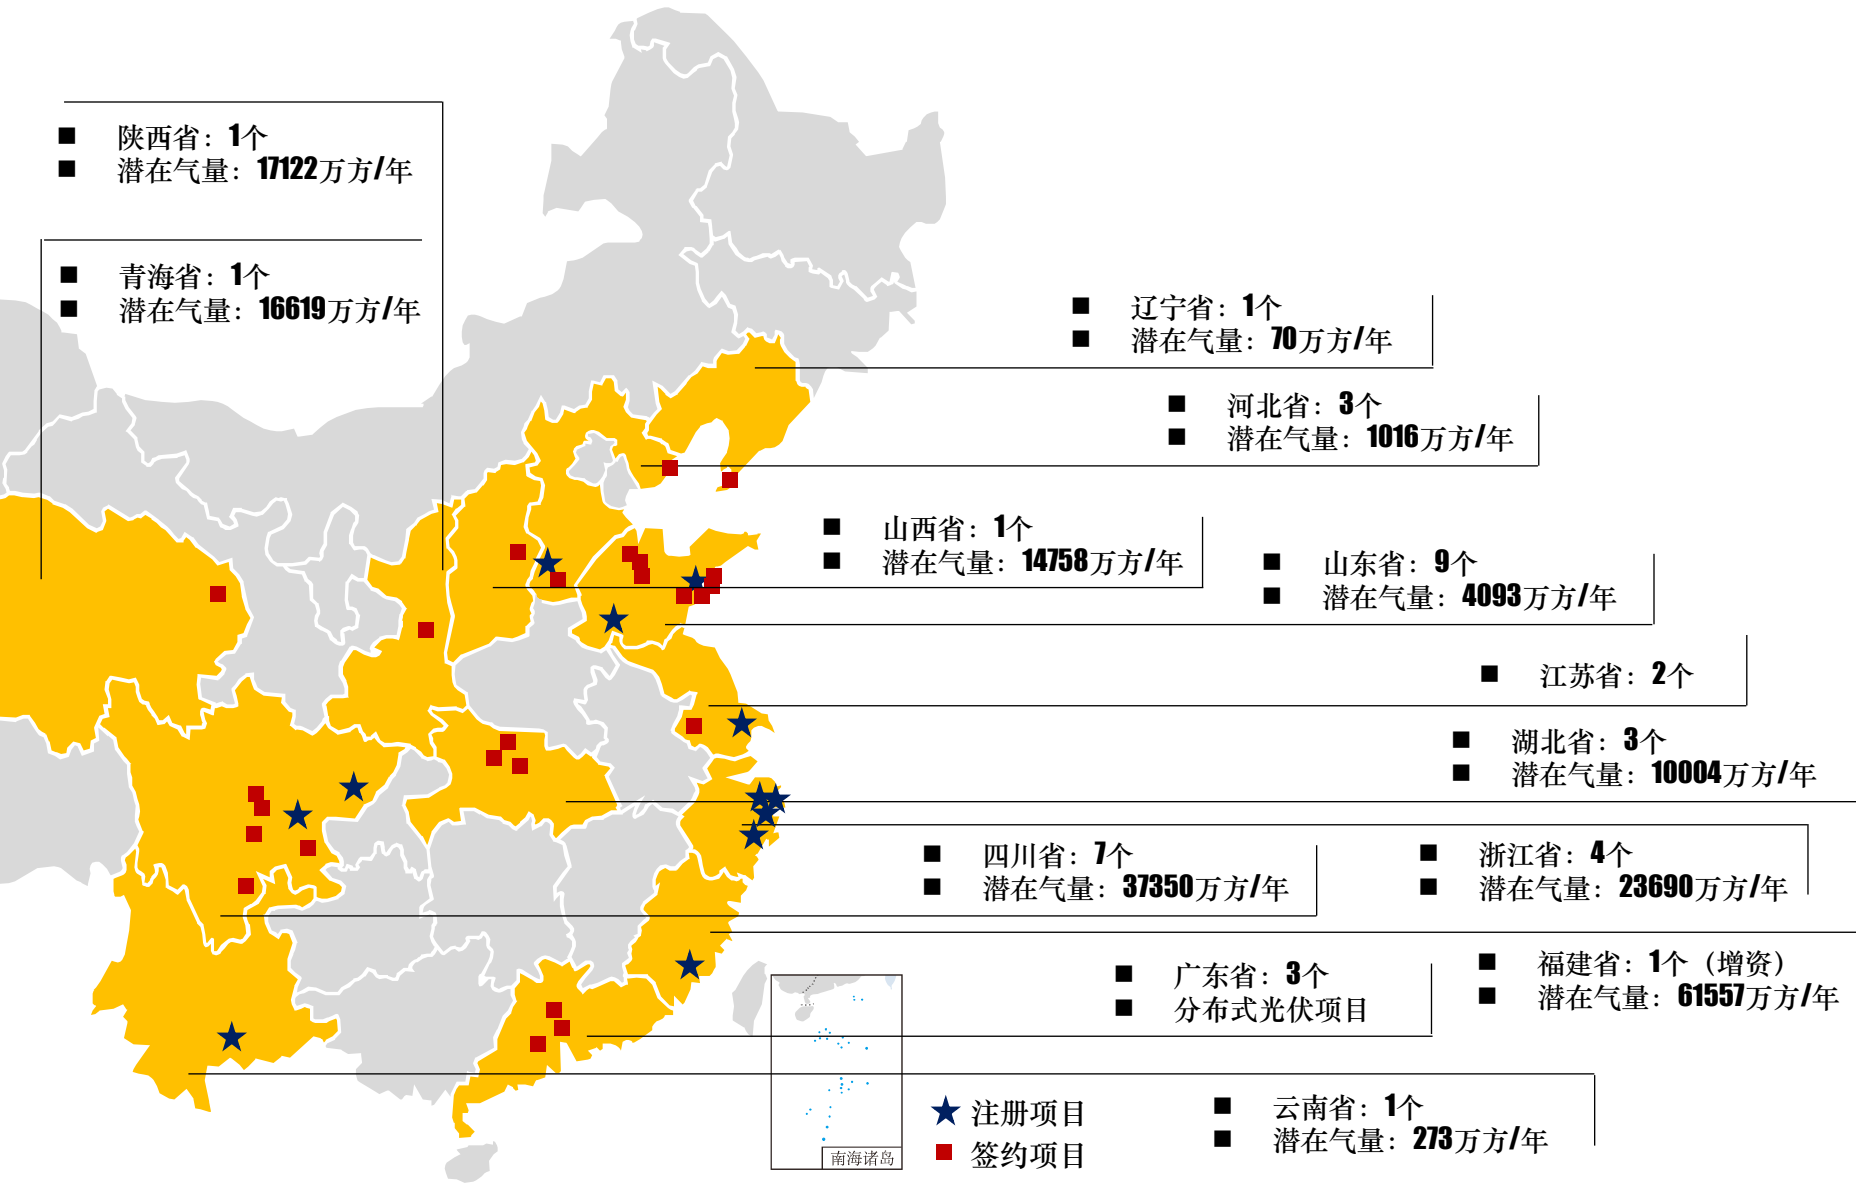 陕西省：1个
潜在气量：17122万方/年
青海省：1个
潜在气量：16619万方/年
辽宁省：1个
潜在气量：70万方/年
河北省：3个
潜在气量：1016万方/年
山西省：1个
潜在气量：14758万方/年
山东省：9个
潜在气量：4093万方/年
江苏省：2个
湖北省：3个
潜在气量：10004万方/年
四川省：7个
潜在气量：37350万方/年
浙江省：4个
潜在气量：23690万方/年
福建省：1个（增资）
潜在气量：61557万方/年
广东省：3个
分布式光伏项目
云南省：1个
潜在气量：273万方/年
注册项目
签约项目
南海诸岛